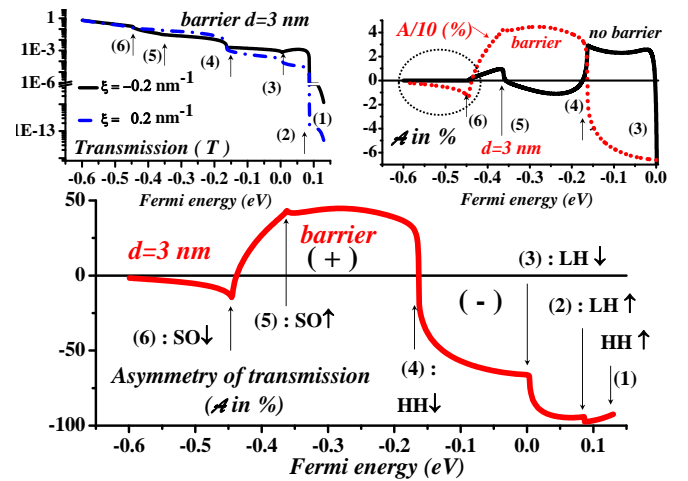 barrier d=3 nm
1
1E-3
1E-6
1E-13
(6)
(5)
(4)
(3)
(2)
(1)
ξ = −0.2 nm-1
ξ = 0.2 nm-1
Transmission ( T )
-0.6 -0.5 -0.4 -0.3 -0.2 -0.1 0.0 0.1
Fermi energy (eV)
A/10 (%)
barrier
no barrier
4
2
0
-2
-4
-6
(6)
(5)
(4)
(3)
d=3 nm
A in %
-0.6 -0.5 -0.4 -0.3 -0.2 -0.1 0.0
Fermi energy (eV)
50
0
-50
-100
d=3 nm
barrier
( + )
( - )
(3) : LH ↓
(2) : LH ↑
HH ↑
(1)
(5) : SO↑
(6) : SO↓
(4) :
HH↓
Asymmetry of transmission
(A in %)
-0.6 -0.5 -0.4 -0.3 -0.2 -0.1 0.0 0.1
Fermi energy (eV)